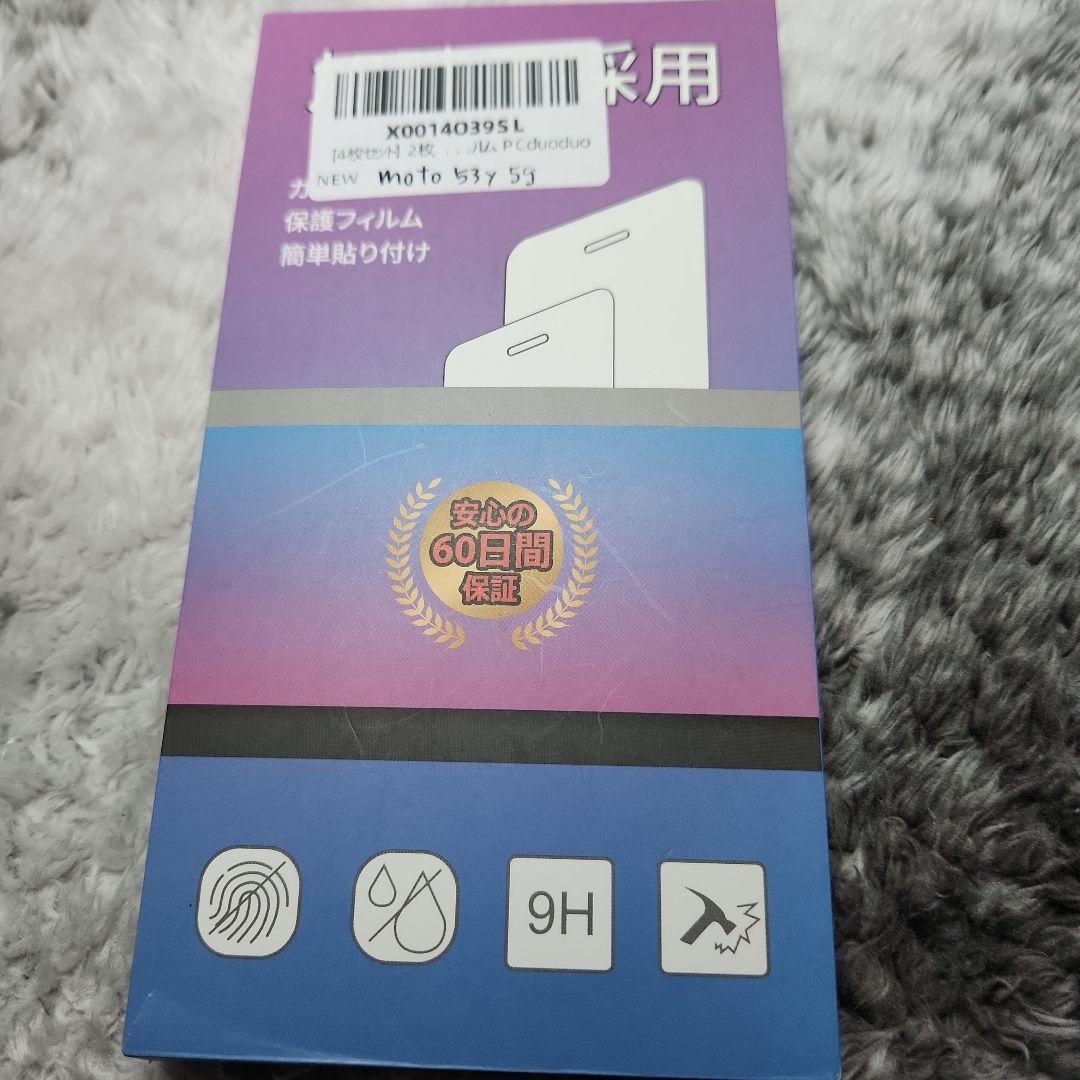 採用
X0014O39SL
[4枚セット] 2枚 ...ルム PCduoduo
NEW moto 53y 5g
保護フィルム
簡単貼り付け
安心の
60日間
保証
9H